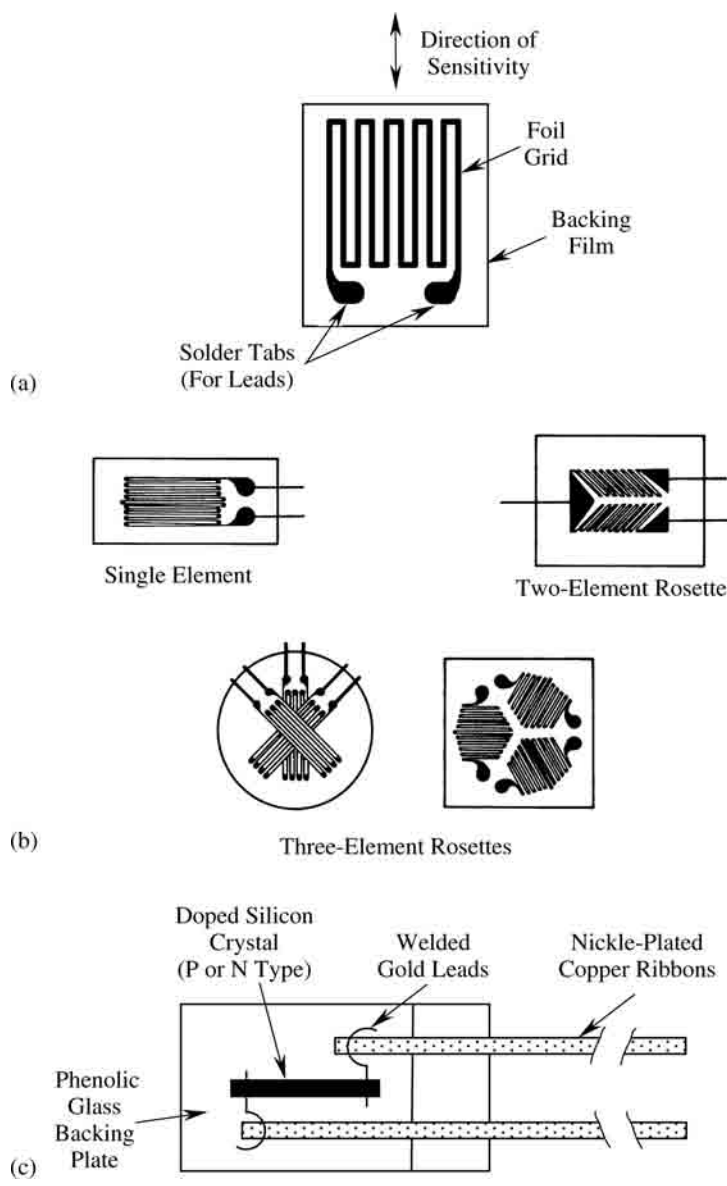 Direction of
Sensitivity
Foil
Grid
Backing
Film
Solder Tabs
(For Leads)
(a)
Single Element
Two-Element Rosette
(b)
Three-Element Rosettes
Doped Silicon
Crystal
(P or N Type)
Welded
Gold Leads
Nickle-Plated
Copper Ribbons
Phenolic
Glass
Backing
Plate
(c)